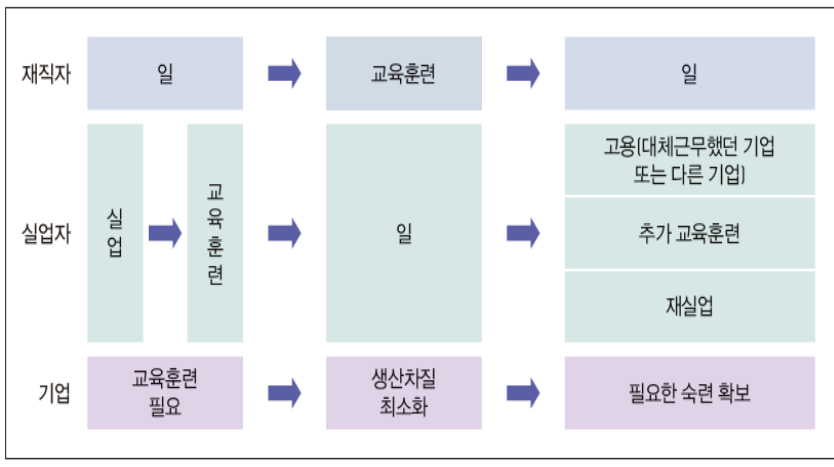 재직자
일
교육훈련
일
실업자
실업
교육훈련
일
고용(대체근무했던 기업
또는 다른 기업)
추가 교육훈련
재실업
기업
교육훈련
필요
생산차질
최소화
필요한 숙련 확보